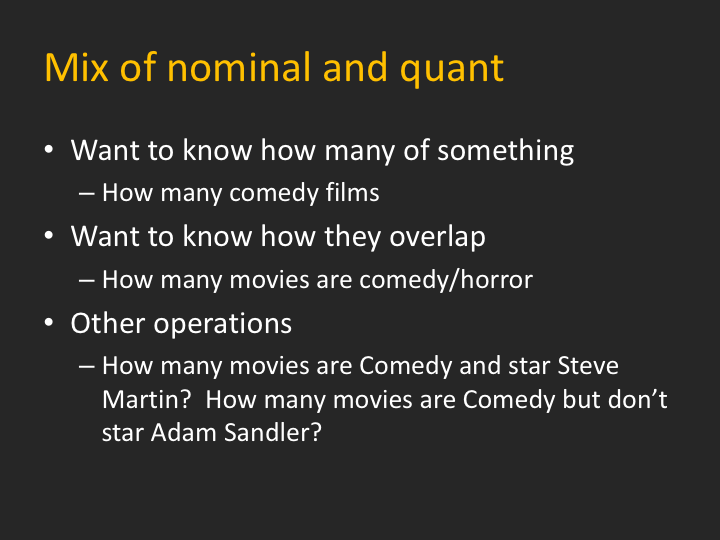 Mix of nominal and quant
• Want to know how many of something
– How many comedy films
• Want to know how they overlap
– How many movies are comedy/horror
• Other operations
– How many movies are Comedy and star Steve
Martin?  How many movies are Comedy but don’t
star Adam Sandler?